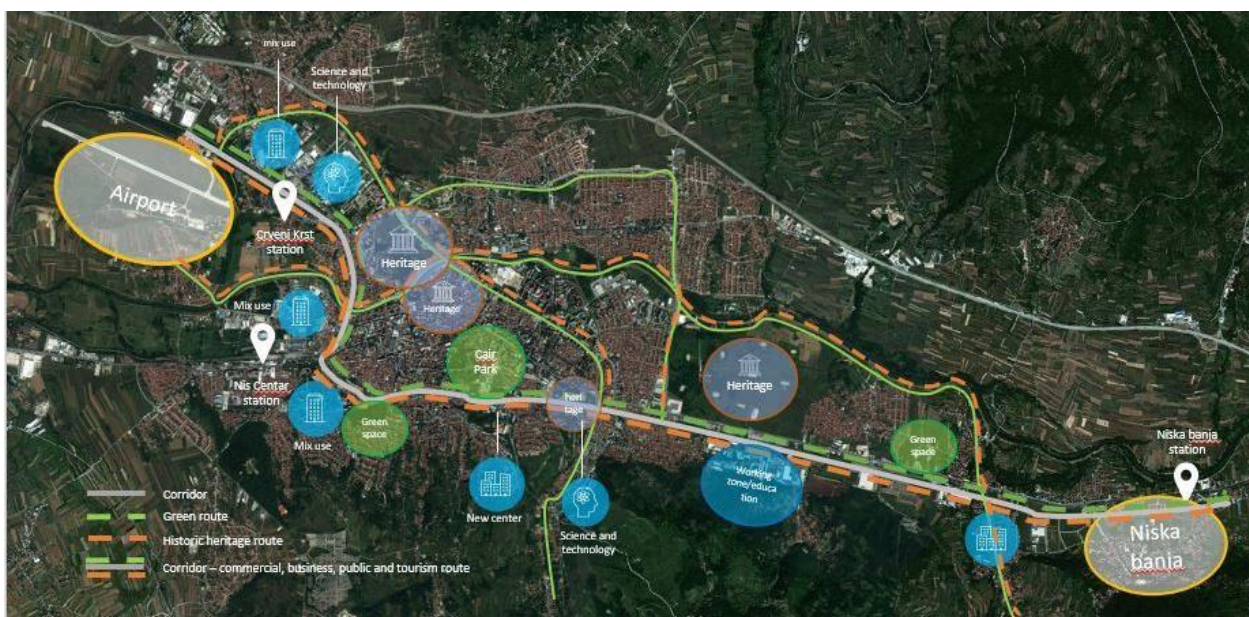 mix use
Science and
technology
Airport
Crveni Krst
station
Heritage
Heritage
Mix use
Nis Centar
station
Cair
Park
heri
tage
Heritage
Mix use
Green
space
Green
space
Niska banja
station
Working
zone/educa
tion
New center
Science and
technology
Niska
banja
Corridor
Green route
Historic heritage route
Corridor – commercial, business, public and tourism route